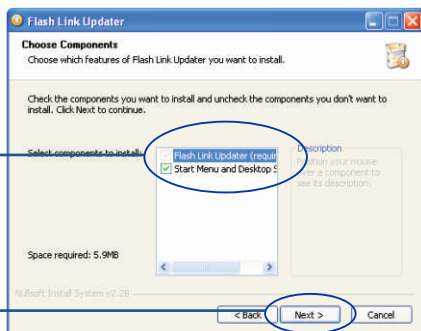 Flash Link Updater
Choose Components
Choose which features of Flash Link Updater you want to install.
Check the components you want to install and uncheck the components you don't want to
install. Click Next to continue.
Select components to install:
Flash Link Updater (requir
Start Menu and Desktop S
Description
Position your mouse
over a component to
see its description.
Space required: 5.9MB
Nullsoft Install System v2.28
< Back
Next >
Cancel